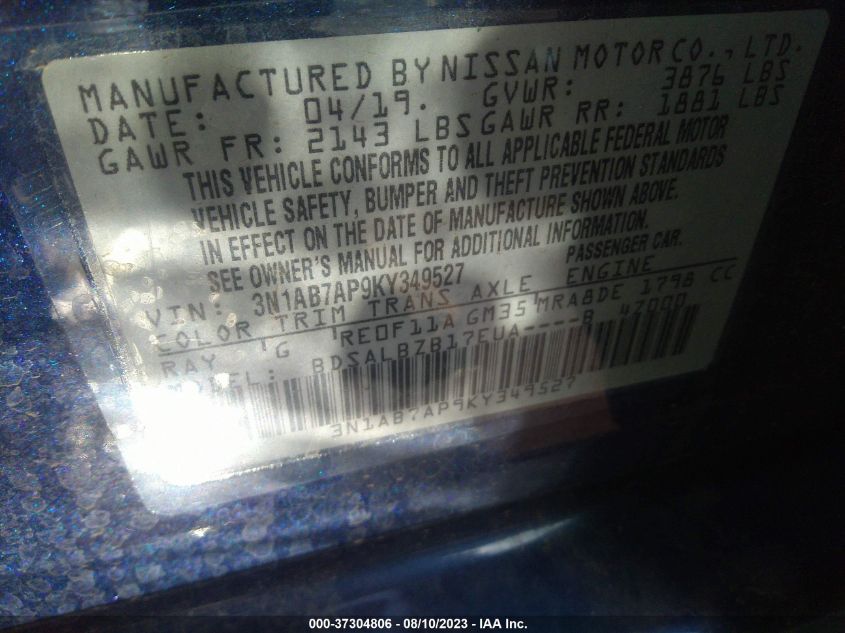 MANUFACTURED BY NISSAN MOTOR CO., LTD.
DATE: 04/19. GVWR: 3876 LBS
GAWR FR: 2143 LBS GAWR RR: 1881 LBS
THIS VEHICLE CONFORMS TO ALL APPLICABLE FEDERAL MOTOR
VEHICLE SAFETY, BUMPER AND THEFT PREVENTION STANDARDS
IN EFFECT ON THE DATE OF MANUFACTURE SHOWN ABOVE.
SEE OWNER'S MANUAL FOR ADDITIONAL INFORMATION.
VIN: 3N1AB7AP9KY349527 PASSENGER CAR.
COLOR TRIM TRANS AXLE ENGINE
RAY G RE0F11A GM35 MRA8DE 1798 CC
MODEL: BDSALBZB17EUA----B 47000
3N1AB7AP9KY349527
000-37304806 - 08/10/2023 - IAA Inc.